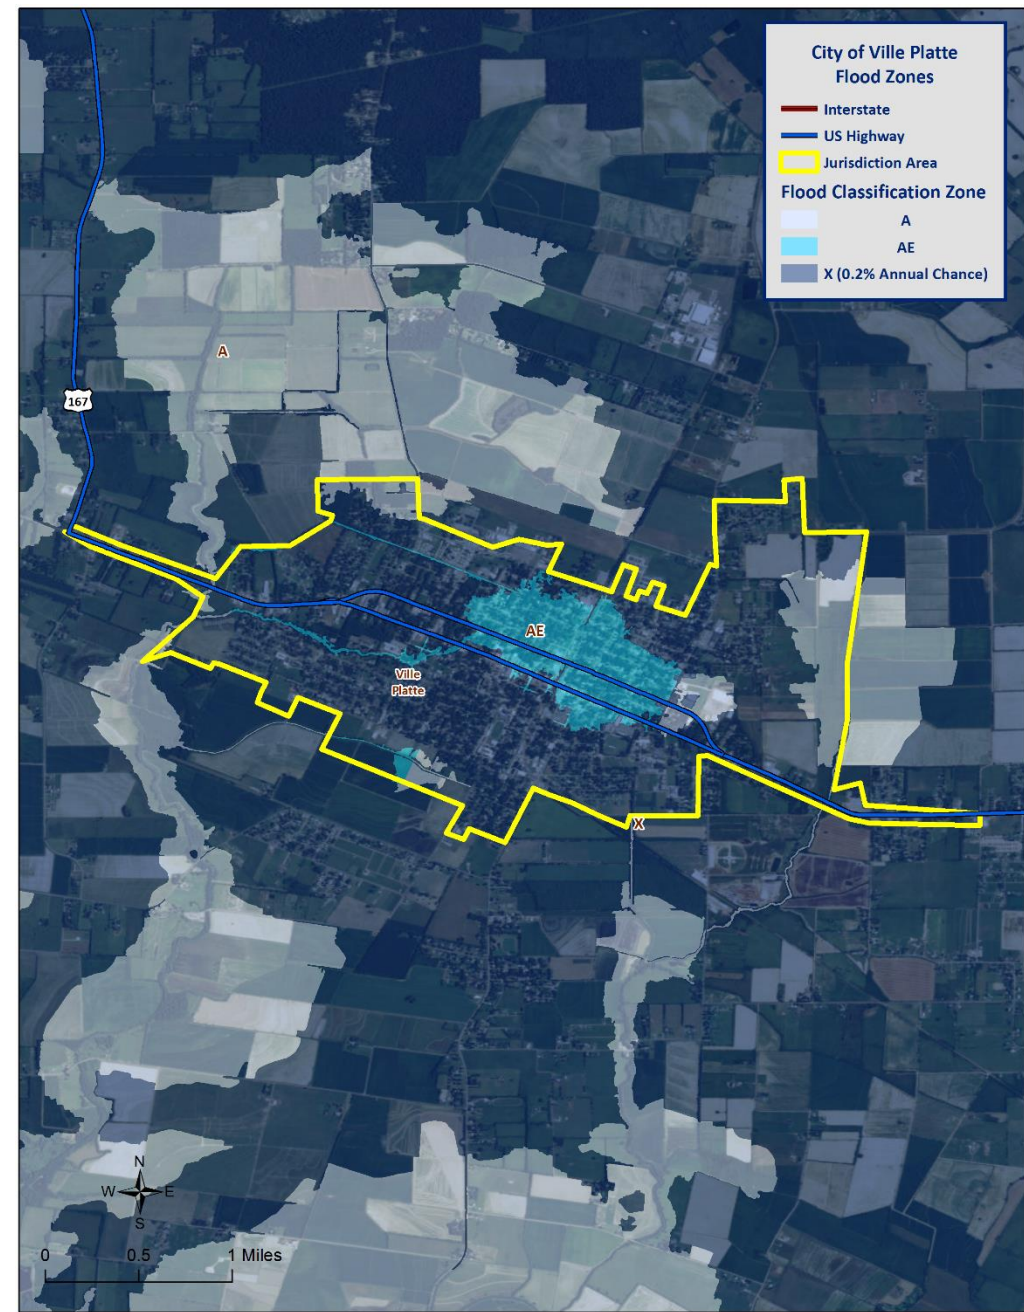 City of Ville Platte
Flood Zones
Interstate
US Highway
Jurisdiction Area
Flood Classification Zone
A
AE
X (0.2% Annual Chance)
A
167
AE
Ville
Platte
X
N
W E
S
0 0.5 1 Miles